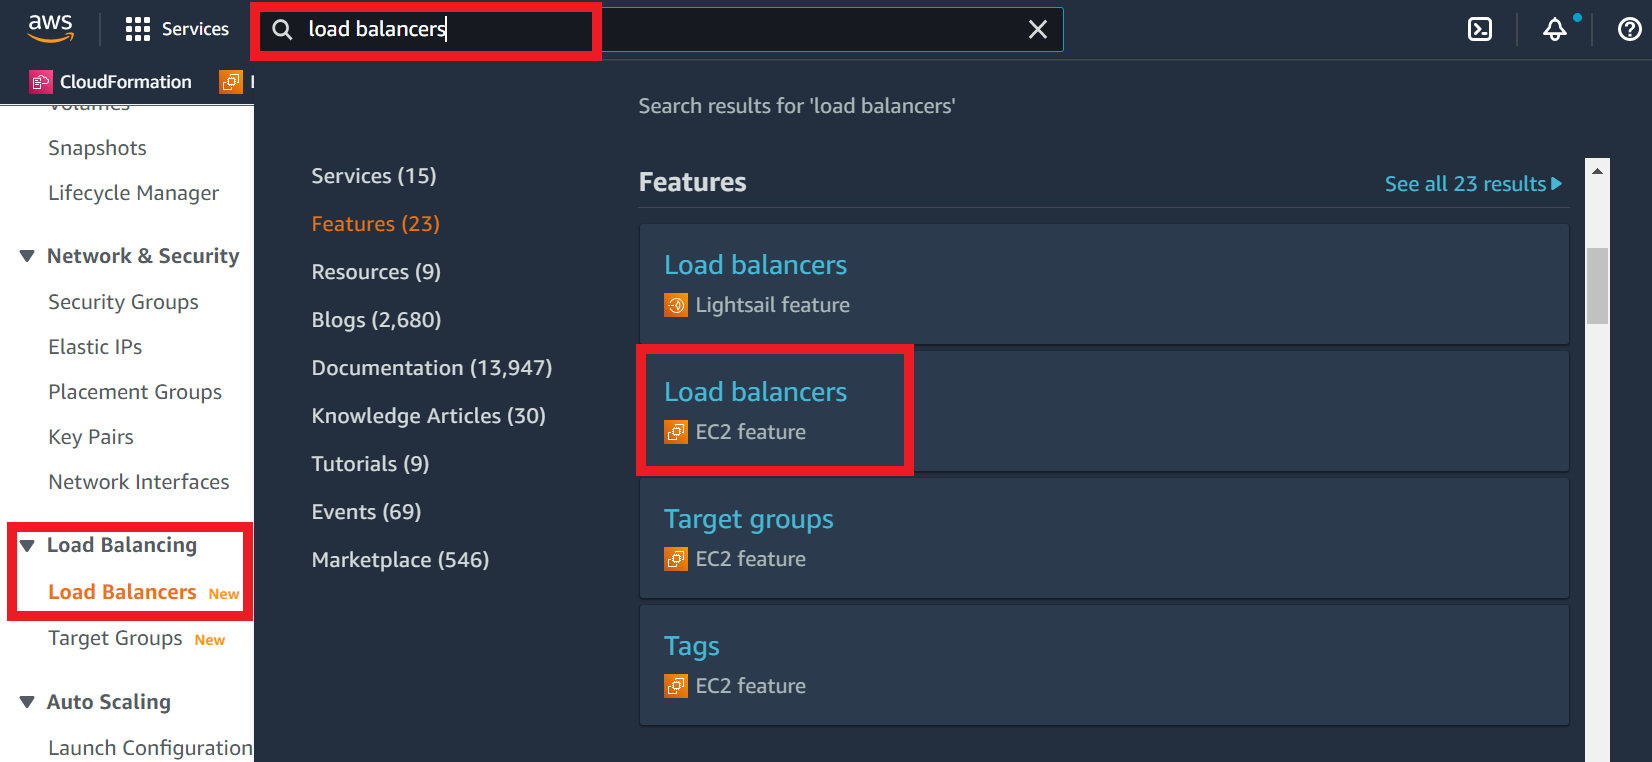 aws
Services
load balancers
CloudFormation
Volumes
Snapshots
Lifecycle Manager
Network & Security
Security Groups
Elastic IPs
Placement Groups
Key Pairs
Network Interfaces
Load Balancing
Load Balancers New
Target Groups New
Auto Scaling
Launch Configuration
Services (15)
Features (23)
Resources (9)
Blogs (2,680)
Documentation (13,947)
Knowledge Articles (30)
Tutorials (9)
Events (69)
Marketplace (546)
Search results for 'load balancers'
Features
See all 23 results
Load balancers
Lightsail feature
Load balancers
EC2 feature
Target groups
EC2 feature
Tags
EC2 feature